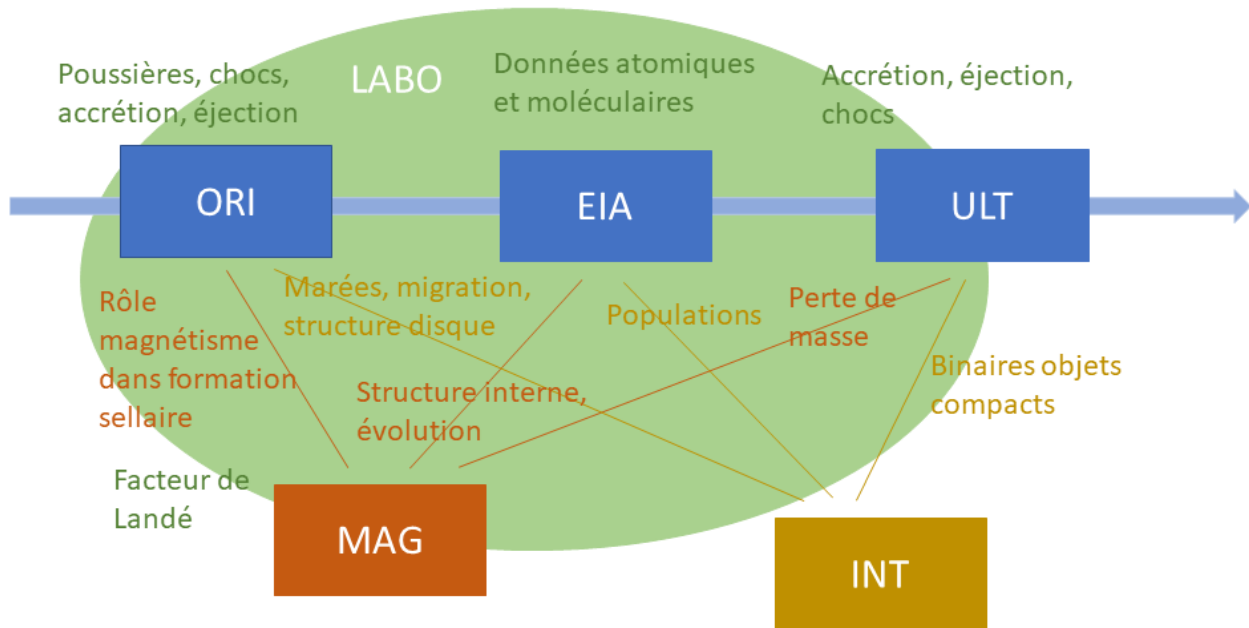 Poussières, chocs,
accrétion, éjection
LABO
Données atomiques
et moléculaires
Accrétion, éjection,
chocs
ORI
EIA
ULT
Rôle
magnétisme
dans formation
sellaire
Marées, migration,
structure disque
Populations
Perte de
masse
Structure interne,
évolution
Binaires objets
compacts
Facteur de
Landé
MAG
INT